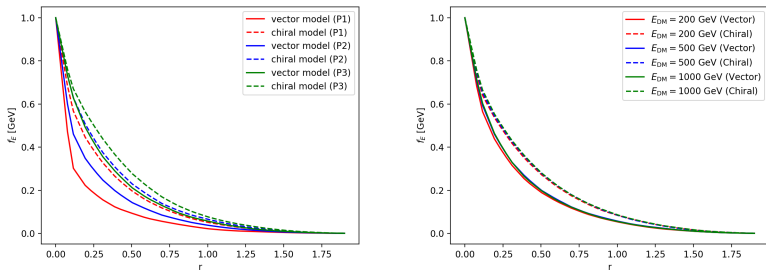 1.0
0.8
0.6
0.4
0.2
0.0
f_E [GeV]
0.00 0.25 0.50 0.75 1.00 1.25 1.50 1.75
r
vector model (P1)
chiral model (P1)
vector model (P2)
chiral model (P2)
vector model (P3)
chiral model (P3)
1.0
0.8
0.6
0.4
0.2
0.0
f_E [GeV]
0.00 0.25 0.50 0.75 1.00 1.25 1.50 1.75
r
E_DM = 200 GeV (Vector)
E_DM = 200 GeV (Chiral)
E_DM = 500 GeV (Vector)
E_DM = 500 GeV (Chiral)
E_DM = 1000 GeV (Vector)
E_DM = 1000 GeV (Chiral)